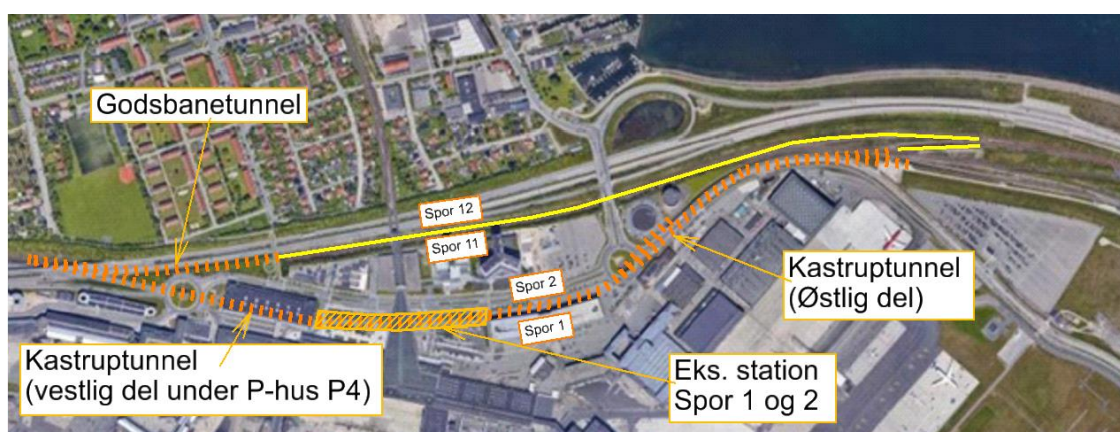 Godsbanetunnel
Spor 12
Spor 11
Spor 2
Spor 1
Kastruptunnel
(Østlig del)
Kastruptunnel
(vestlig del under P-hus P4)
Eks. station
Spor 1 og 2